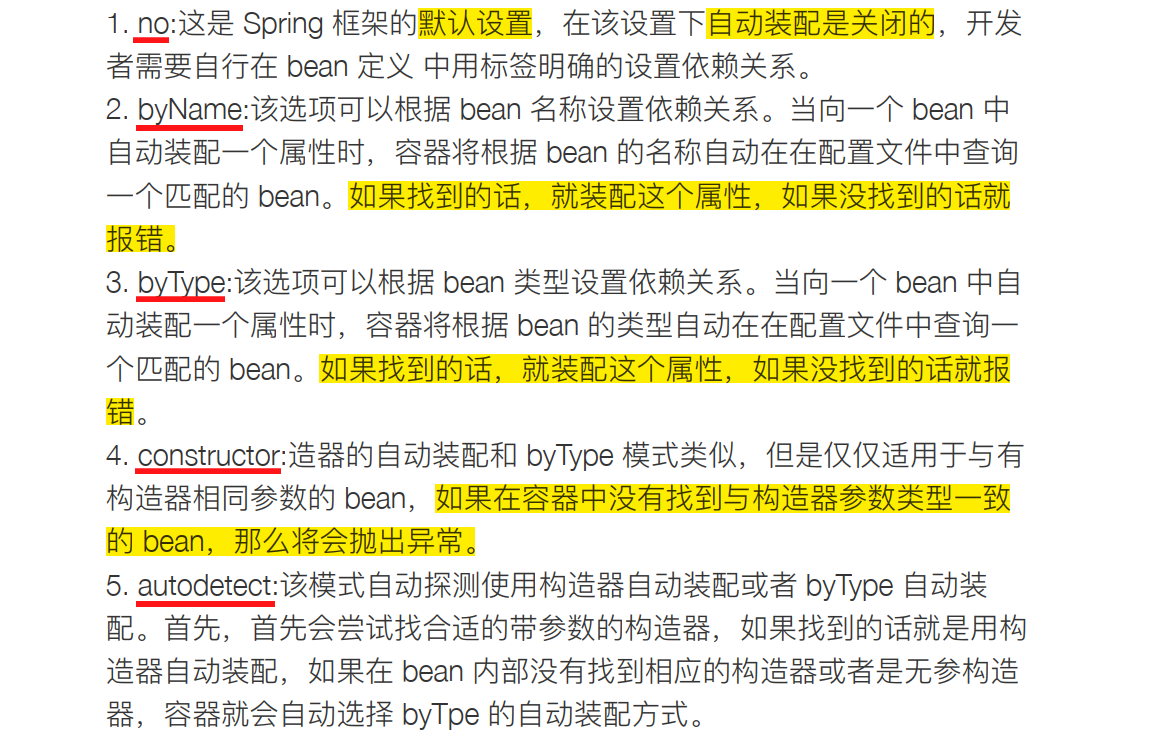 1. no:这是 Spring 框架的默认设置，在该设置下自动装配是关闭的，开发
者需要自行在 bean 定义 中用标签明确的设置依赖关系。
2. byName:该选项可以根据 bean 名称设置依赖关系。当向一个 bean 中
自动装配一个属性时，容器将根据 bean 的名称自动在在配置文件中查询
一个匹配的 bean。如果找到的话，就装配这个属性，如果没找到的话就
报错。
3. byType:该选项可以根据 bean 类型设置依赖关系。当向一个 bean 中自
动装配一个属性时，容器将根据 bean 的类型自动在在配置文件中查询一
个匹配的 bean。如果找到的话，就装配这个属性，如果没找到的话就报
错。
4. constructor:造器的自动装配和 byType 模式类似，但是仅仅适用于与有
构造器相同参数的 bean，如果在容器中没有找到与构造器参数类型一致
的 bean，那么将会抛出异常。
5. autodetect:该模式自动探测使用构造器自动装配或者 byType 自动装
配。首先，首先会尝试找合适的带参数的构造器，如果找到的话就是用构
造器自动装配，如果在 bean 内部没有找到相应的构造器或者是无参构造
器，容器就会自动选择 byTpe 的自动装配方式。